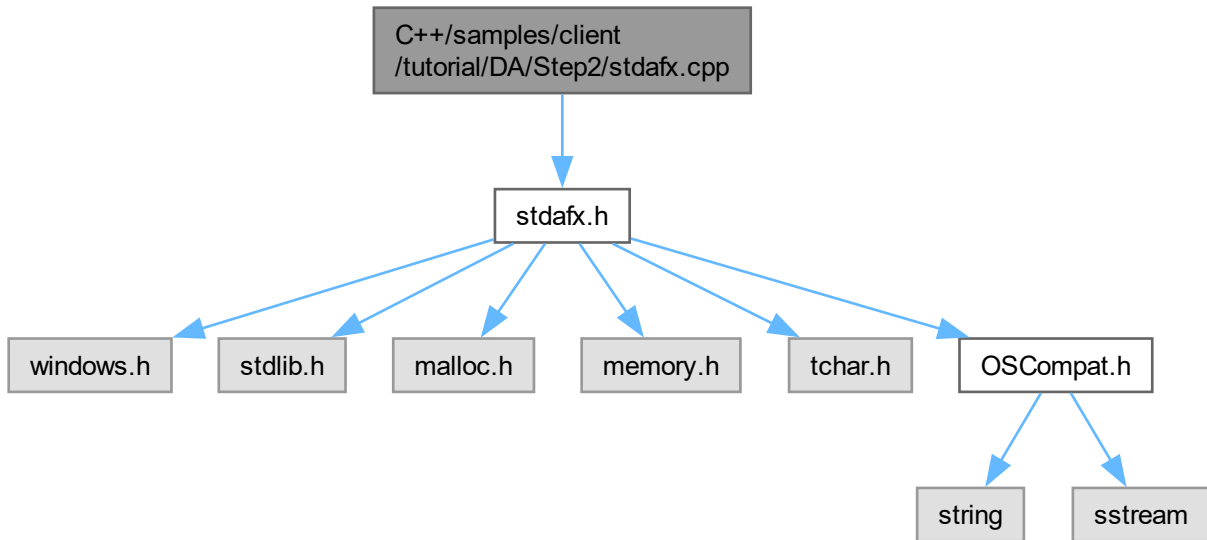 C++/samples/client
/tutorial/DA/Step2/stdafx.cpp
stdafx.h
windows.h
stdlib.h
malloc.h
memory.h
tchar.h
OSCompat.h
string
sstream